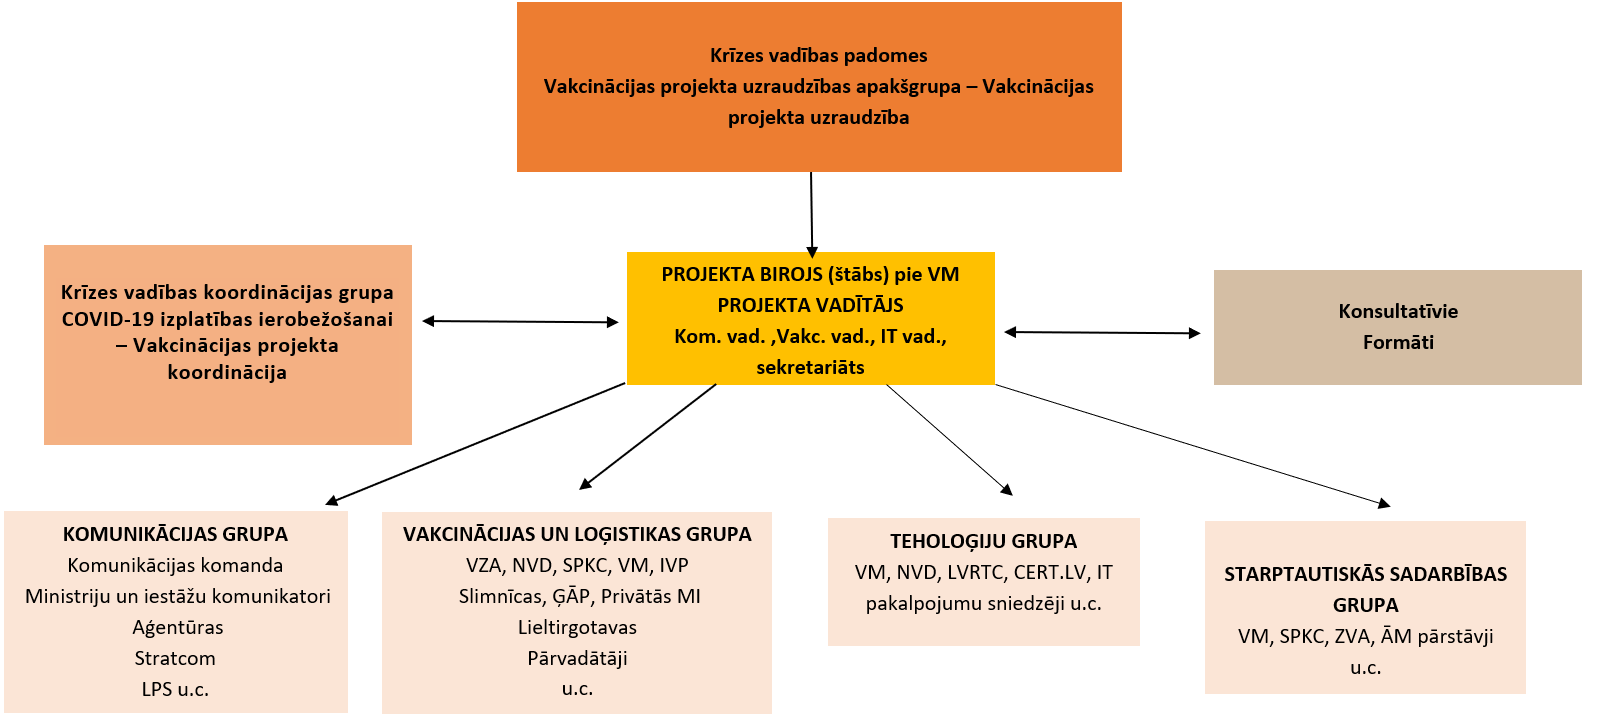 Krīzes vadības padomes
Vakcinācijas projekta uzraudzības apakšgrupa – Vakcinācijas
projekta uzraudzība
Krīzes vadības koordinācijas grupa
COVID-19 izplatības ierobežošanai
– Vakcinācijas projekta
koordinācija
PROJEKTA BIROJS (štābs) pie VM
PROJEKTA VADĪTĀJS
Kom. vad. ,Vakc. vad., IT vad.,
sekretariāts
Konsultatīvie
Formāti
KOMUNIKĀCIJAS GRUPA
Komunikācijas komanda
Ministriju un iestāžu komunikatori
Aģentūras
Stratcom
LPS u.c.
VAKCINĀCIJAS UN LOĢISTIKAS GRUPA
VZA, NVD, SPKC, VM, IVP
Slimnīcas, ĢĀP, Privātās MI
Lieltirgotavas
Pārvadātāji
u.c.
TEHOLOĢIJU GRUPA
VM, NVD, LVRTC, CERT.LV, IT
pakalpojumu sniedzēji u.c.
STARPTAUTISKĀS SADARBĪBAS
GRUPA
VM, SPKC, ZVA, ĀM pārstāvji
u.c.